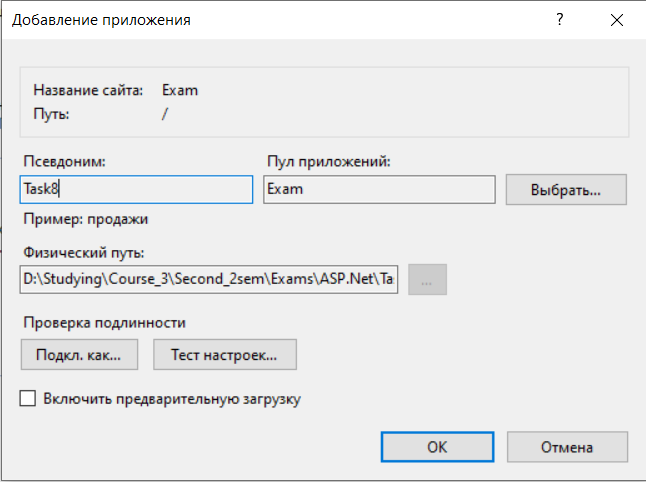 Добавление приложения ? ×
Название сайта: Exam
Путь: /
Псевдоним: Пул приложений:
Task8 Exam Выбрать...
Пример: продажи
Физический путь:
D:\Studying\Course_3\Second_2sem\Exams\ASP.Net\Ta ...
Проверка подлинности
Подкл. как... Тест настроек...
Включить предварительную загрузку
ОК Отмена